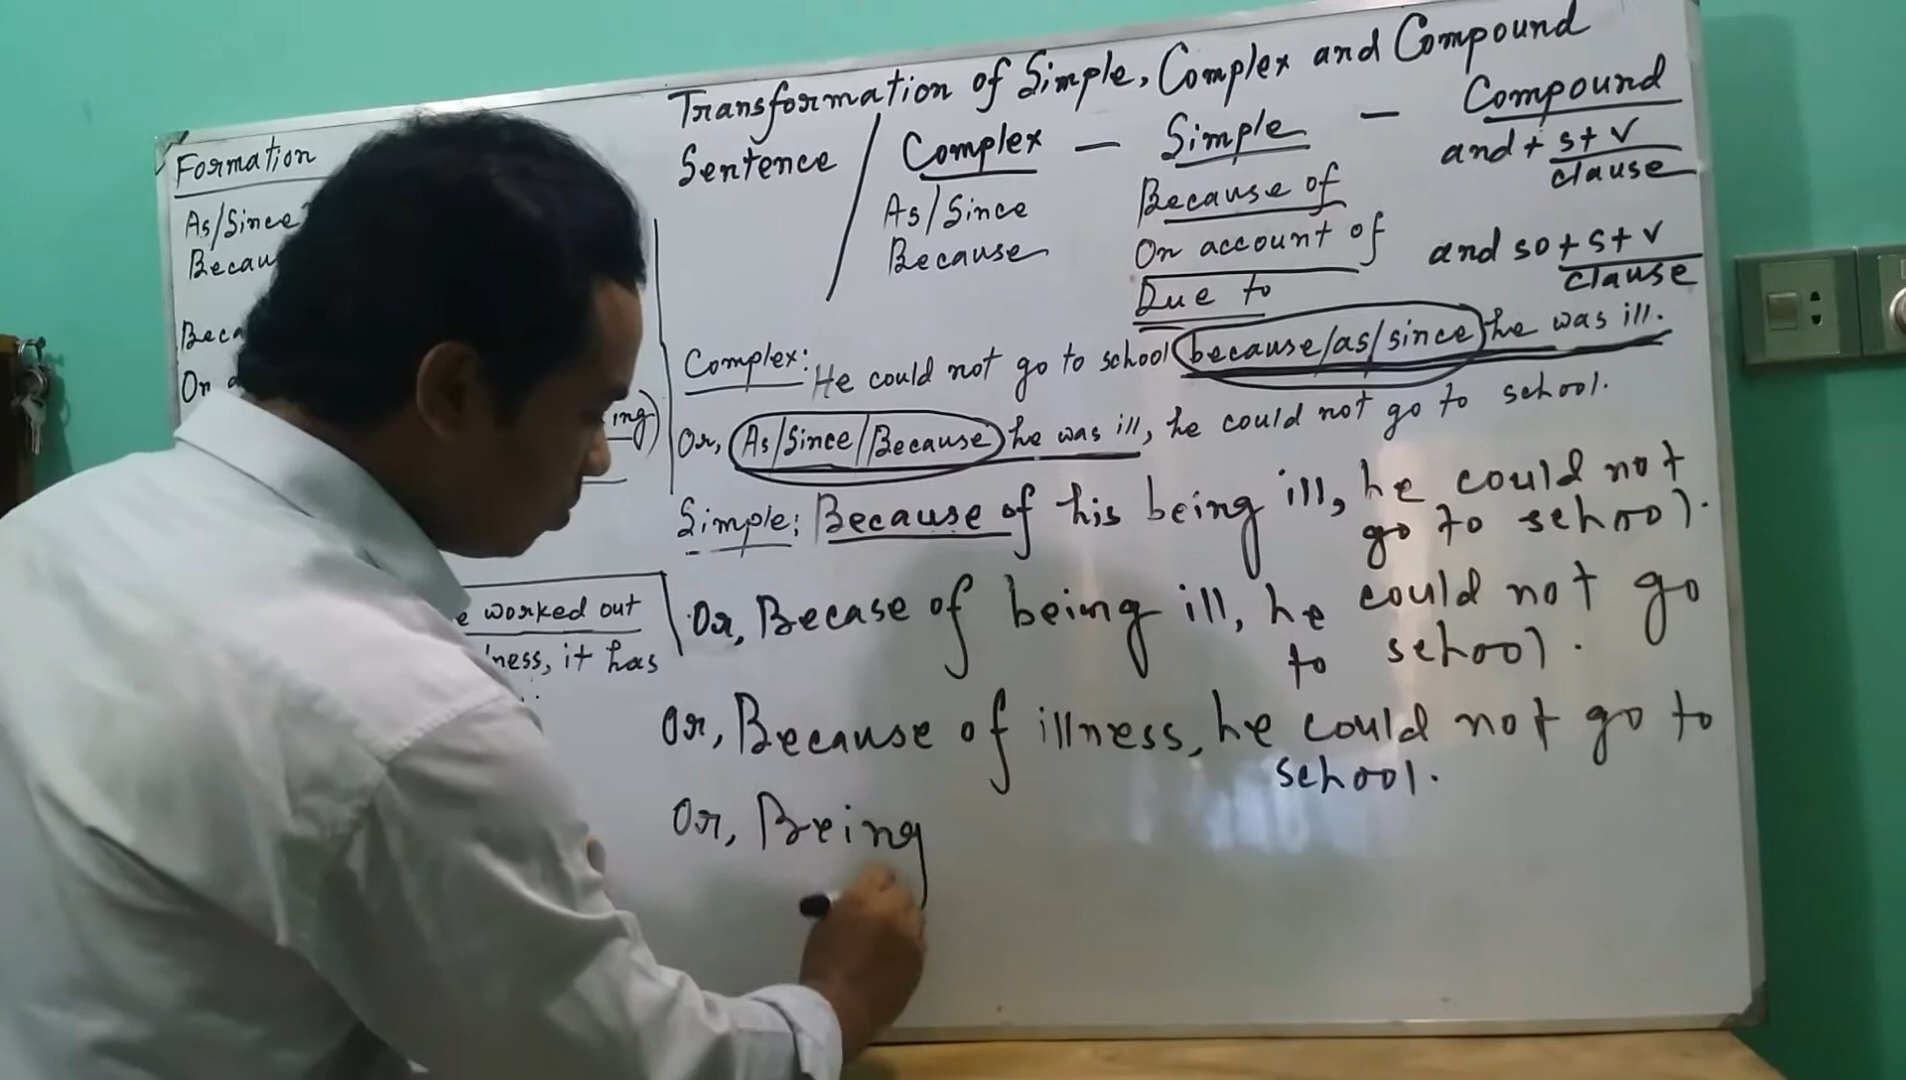 Transformation of Simple, Complex and Compound
Sentence / Complex — Simple — Compound
As/Since
Because
Because of
On account of
Due to
and + s + v
clause
and so + s + v
clause
Formation
As/Since
Becau
Beca
On
ing)
e worked out
ness, it has
Complex: He could not go to school because/as/since he was ill.
Or, As/Since/Because he was ill, he could not go to school.
Simple: Because of his being ill, he could not
go to school.
Or, Becase of being ill, he could not go
to school.
Or, Because of illness, he could not go to
school.
Or, Being